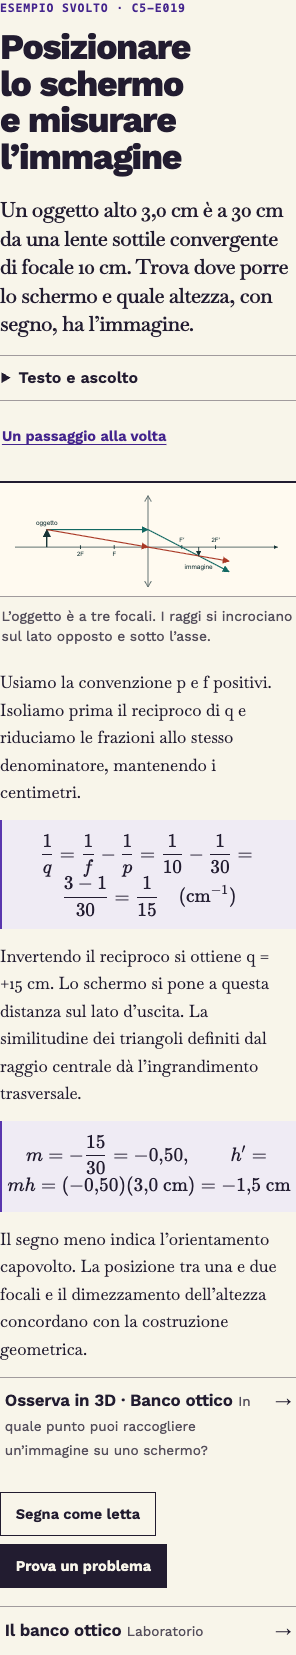 ESEMPIO SVOLTO · C5–E019
Posizionare
lo schermo
e misurare
l’immagine
Un oggetto alto 3,0 cm è a 30 cm
da una lente sottile convergente
di focale 10 cm. Trova dove porre
lo schermo e quale altezza, con
segno, ha l’immagine.
▶ Testo e ascolto
Un passaggio alla volta
oggetto
2F F F′ 2F′
immagine
L’oggetto è a tre focali. I raggi si incrociano
sul lato opposto e sotto l’asse.
Usiamo la convenzione p e f positivi.
Isoliamo prima il reciproco di q e
riduciamo le frazioni allo stesso
denominatore, mantenendo i
centimetri.
1/q = 1/f − 1/p = 1/10 − 1/30 =
(3 − 1)/30 = 1/15 (cm⁻¹)
Invertendo il reciproco si ottiene q =
+15 cm. Lo schermo si pone a questa
distanza sul lato d’uscita. La
similitudine dei triangoli definiti dal
raggio centrale dà l’ingrandimento
trasversale.
m = −15/30 = −0,50, h′ =
mh = (−0,50)(3,0 cm) = −1,5 cm
Il segno meno indica l’orientamento
capovolto. La posizione tra una e due
focali e il dimezzamento dell’altezza
concordano con la costruzione
geometrica.
Osserva in 3D · Banco ottico In →
quale punto puoi raccogliere
un’immagine su uno schermo?
Segna come letta
Prova un problema
Il banco ottico Laboratorio →